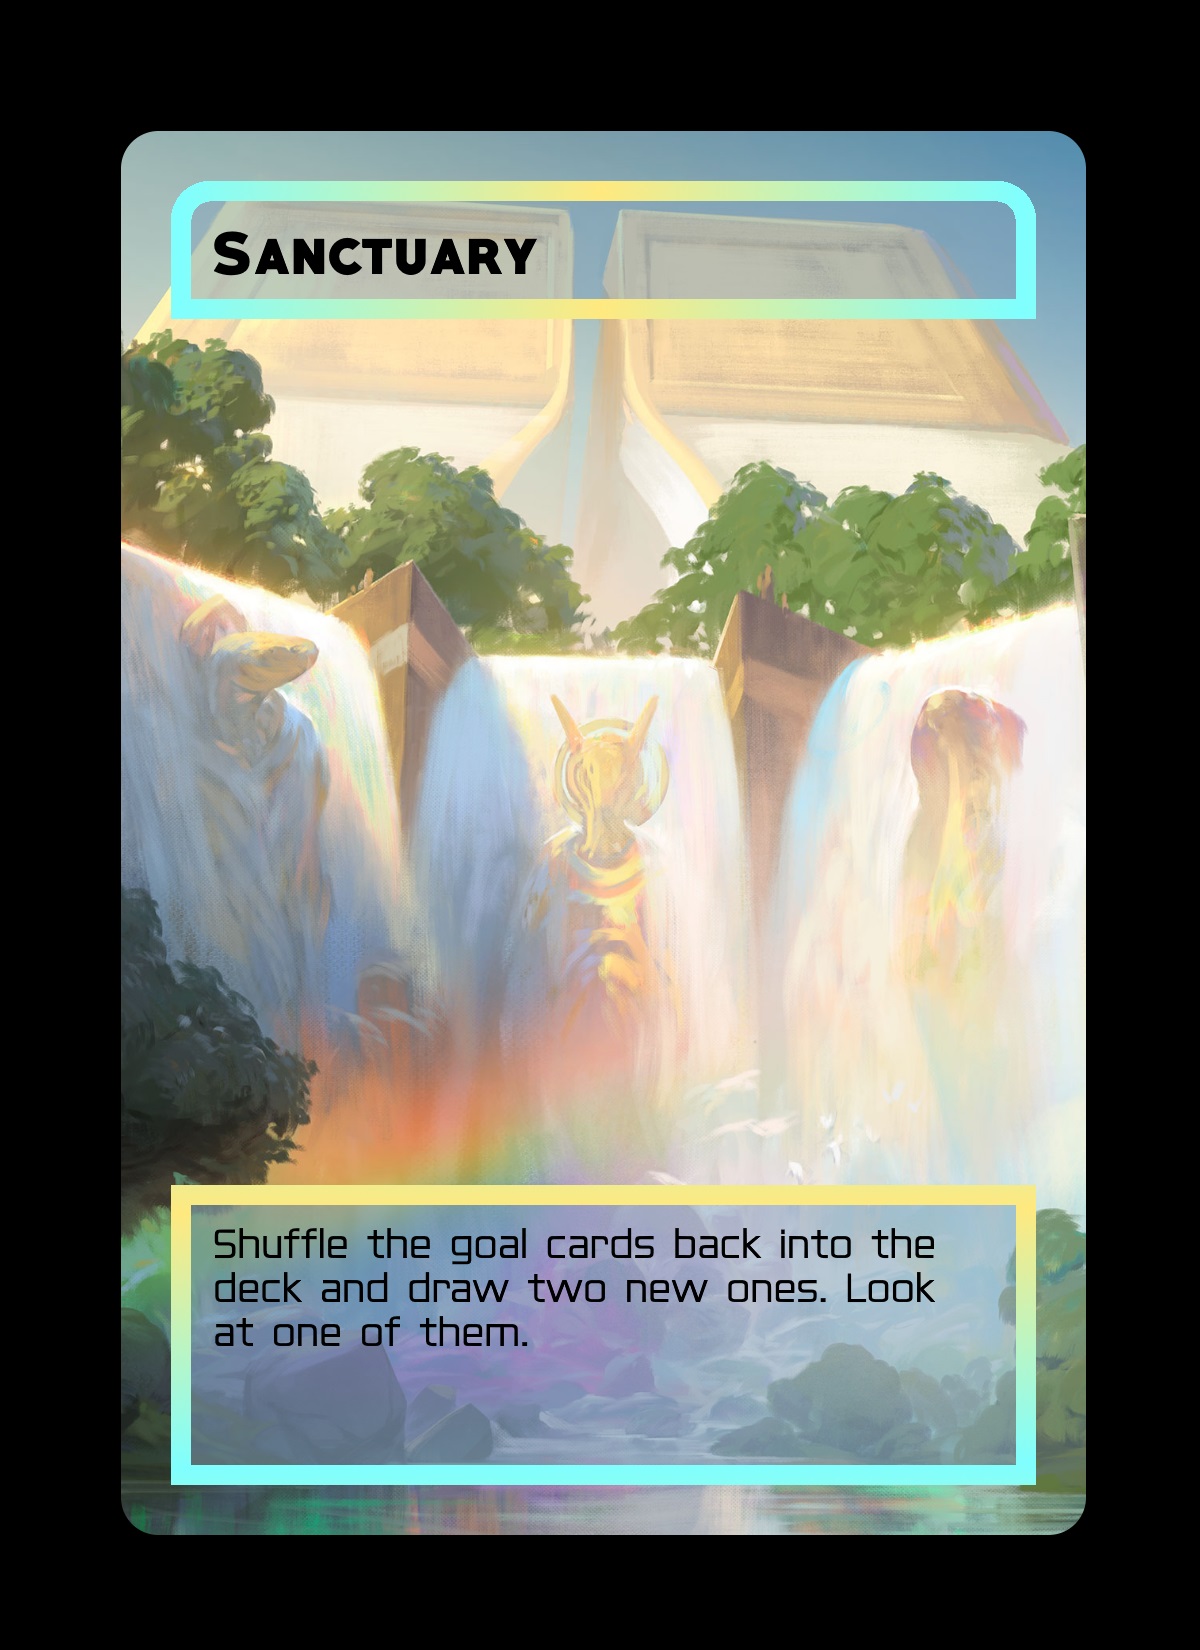 Sanctuary
Shuffle the goal cards back into the
deck and draw two new ones. Look
at one of them.